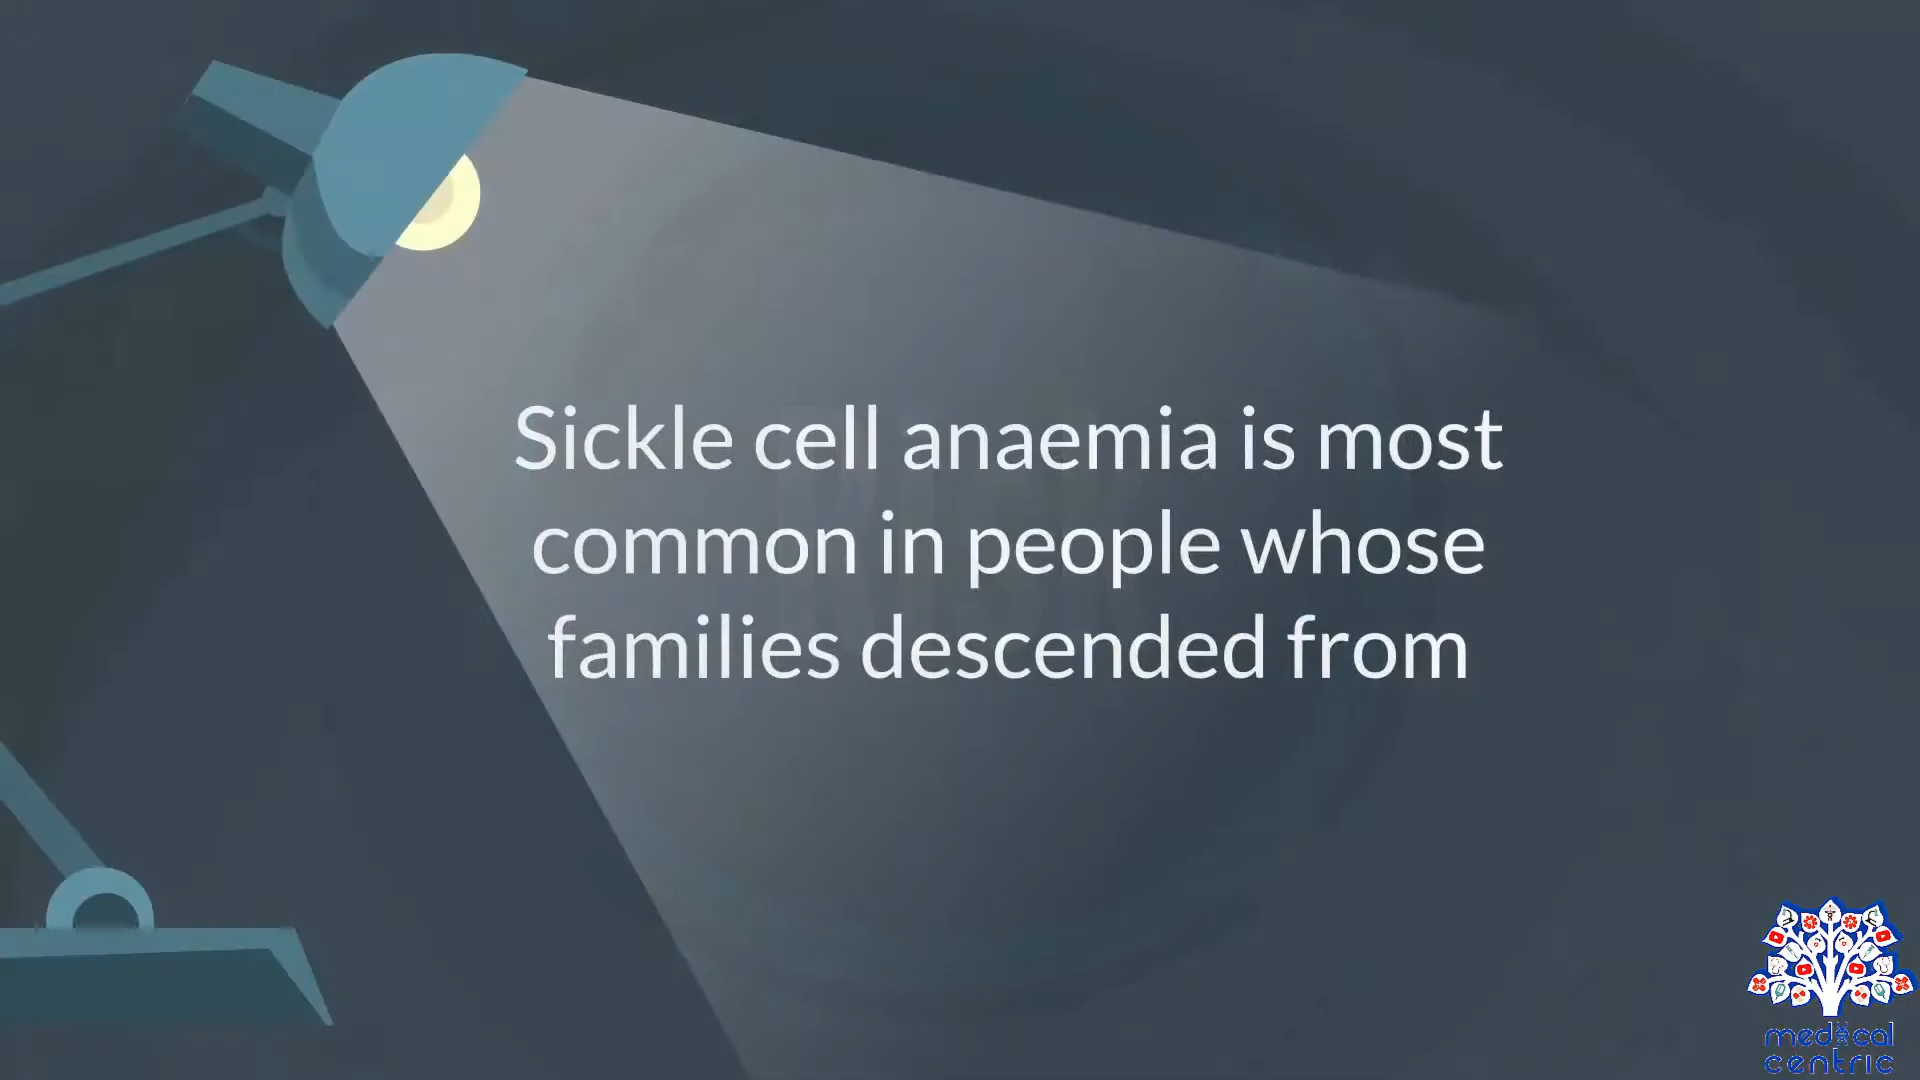 Sickle cell anaemia is most
common in people whose
families descended from
medical
centric